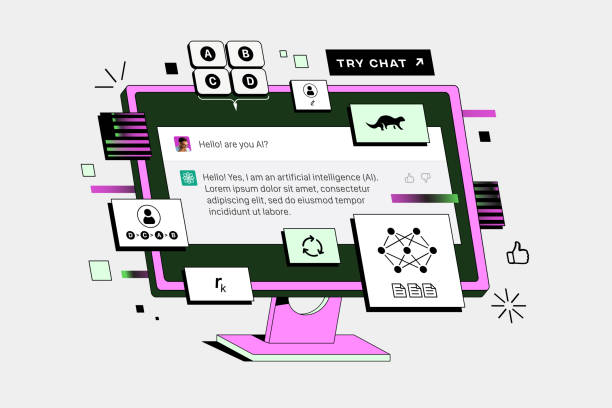 A
B
C
D
TRY CHAT
Hello! are you AI?
Hello! Yes, I am an artificial intelligence (AI).
Lorem ipsum dolor sit amet, consectetur
adipiscing elit, sed do eiusmod tempor
incididunt ut labore.
D > C > A > B
rk